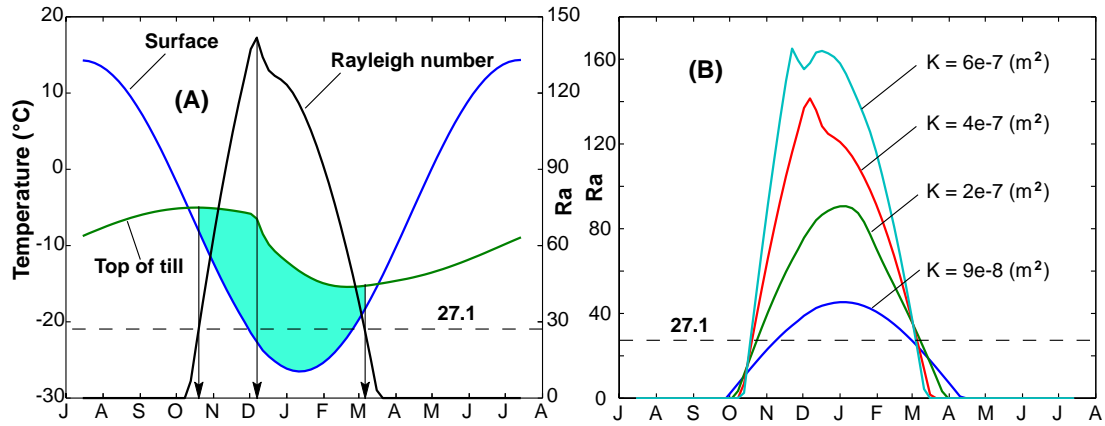 20
10
0
-10
-20
-30
Temperature (°C)
J A S O N D J F M A M J J A
150
120
90
60
30
0
Ra
Surface
(A)
Rayleigh number
Top of till
27.1
160
120
80
40
0
Ra
J A S O N D J F M A M J J A
(B)
K = 6e-7 (m²)
K = 4e-7 (m²)
K = 2e-7 (m²)
K = 9e-8 (m²)
27.1